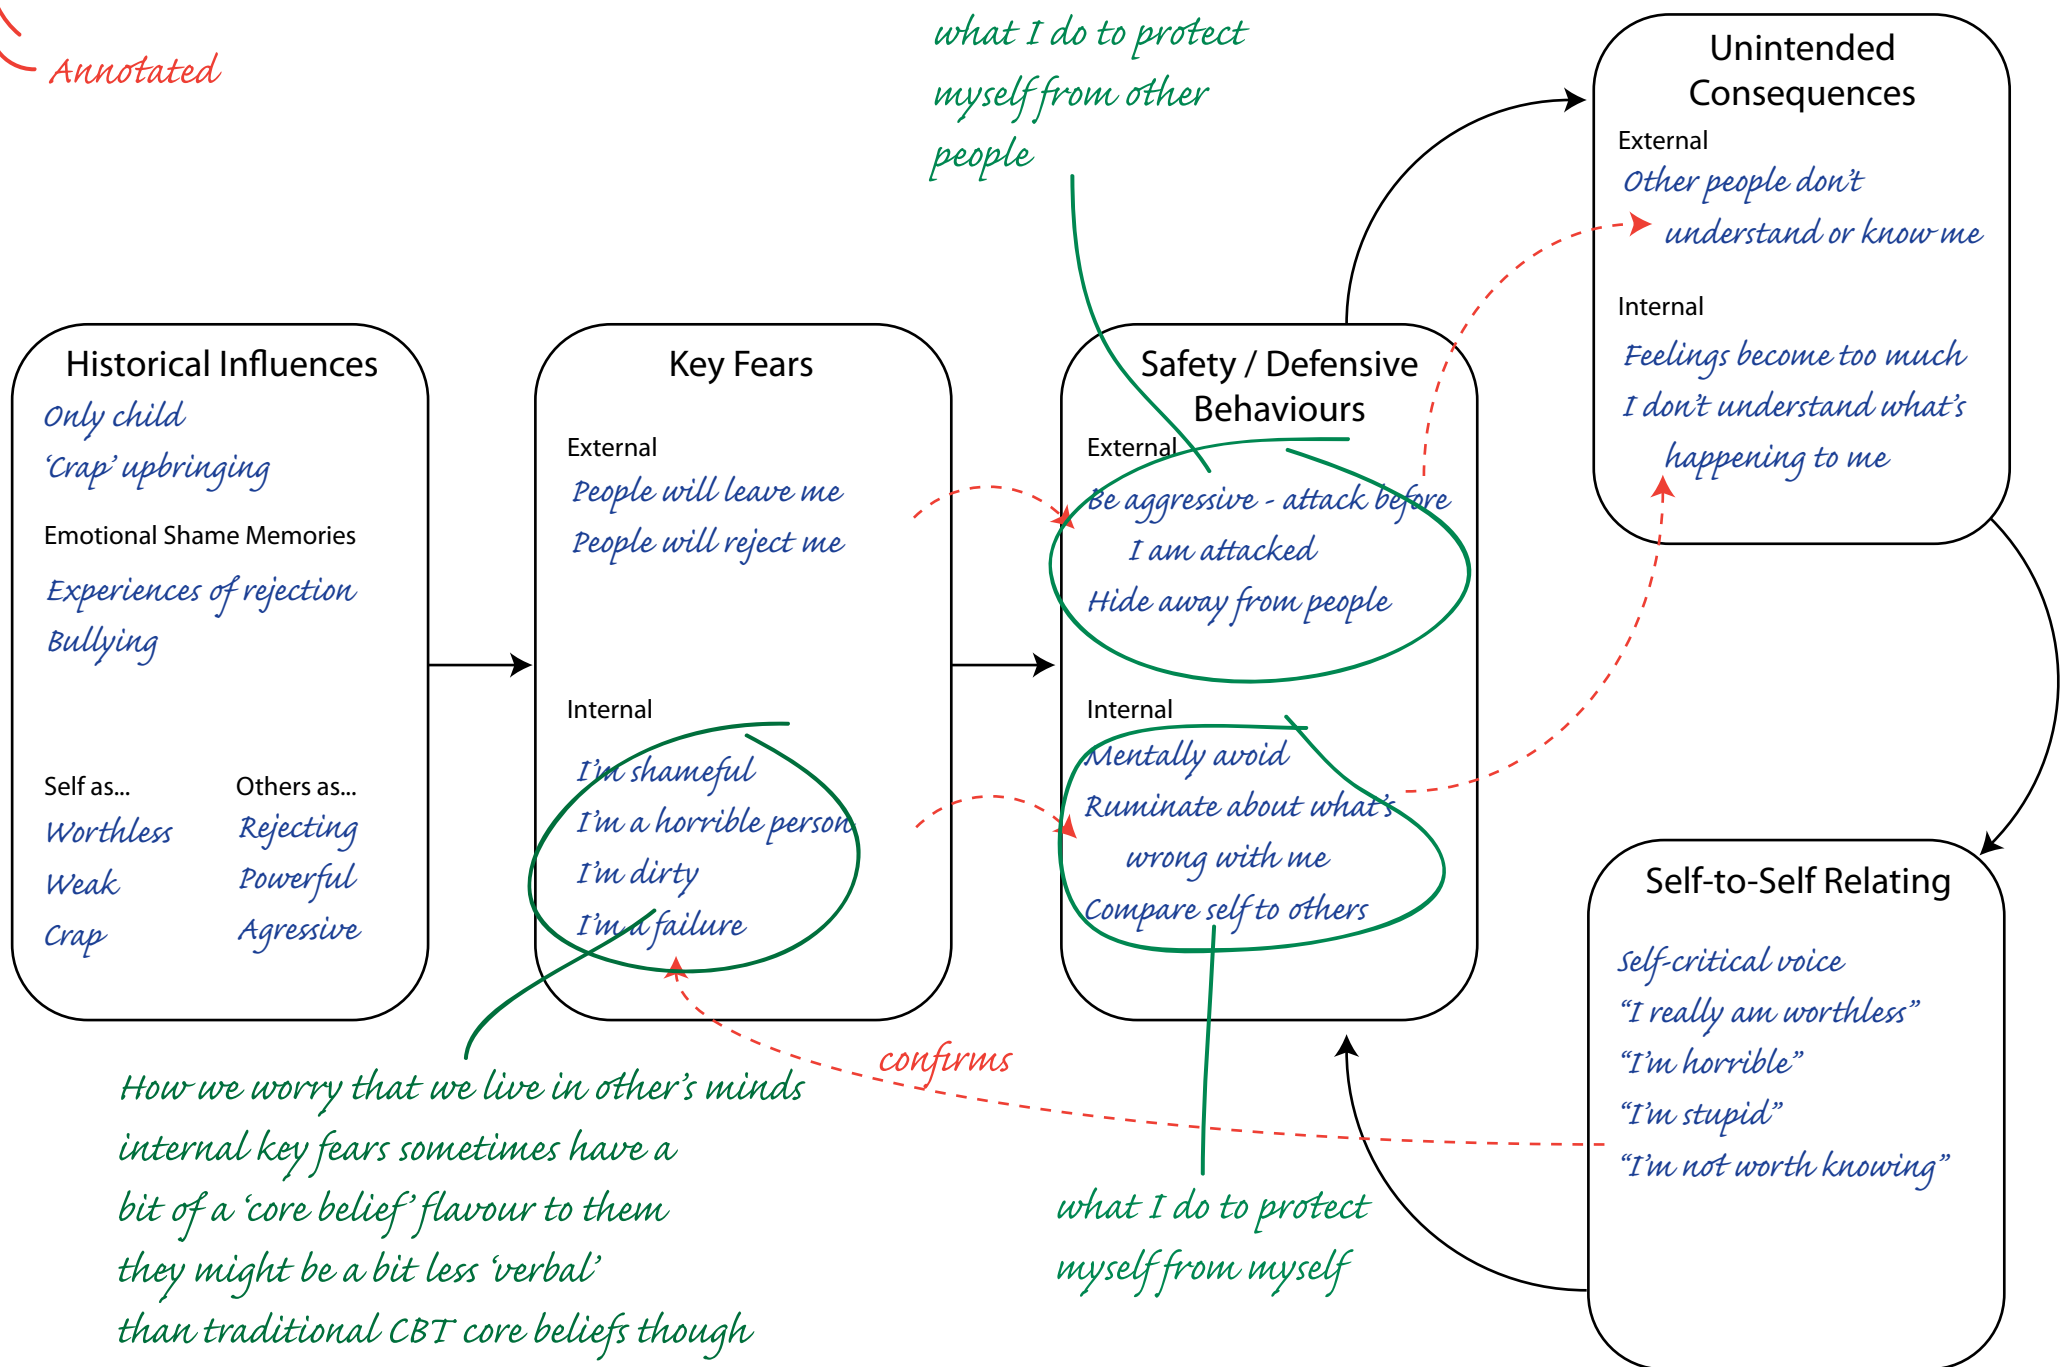 Annotated
what I do to protect
myself from other
people
Historical Influences
Only child
‘Crap’ upbringing
Emotional Shame Memories
Experiences of rejection
Bullying
Self as...
Worthless
Weak
Crap
Others as...
Rejecting
Powerful
Agressive
Key Fears
External
People will leave me
People will reject me
Internal
I'm shameful
I'm a horrible person
I'm dirty
I'm a failure
Safety / Defensive
Behaviours
External
Be aggressive - attack before
I am attacked
Hide away from people
Internal
Mentally avoid
Ruminate about what's
wrong with me
Compare self to others
Unintended
Consequences
External
Other people don't
understand or know me
Internal
Feelings become too much
I don't understand what's
happening to me
Self-to-Self Relating
Self-critical voice
“I really am worthless”
“I'm horrible”
“I'm stupid”
“I'm not worth knowing”
confirms
How we worry that we live in other's minds
internal key fears sometimes have a
bit of a ‘core belief’ flavour to them
they might be a bit less ‘verbal’
than traditional CBT core beliefs though
what I do to protect
myself from myself